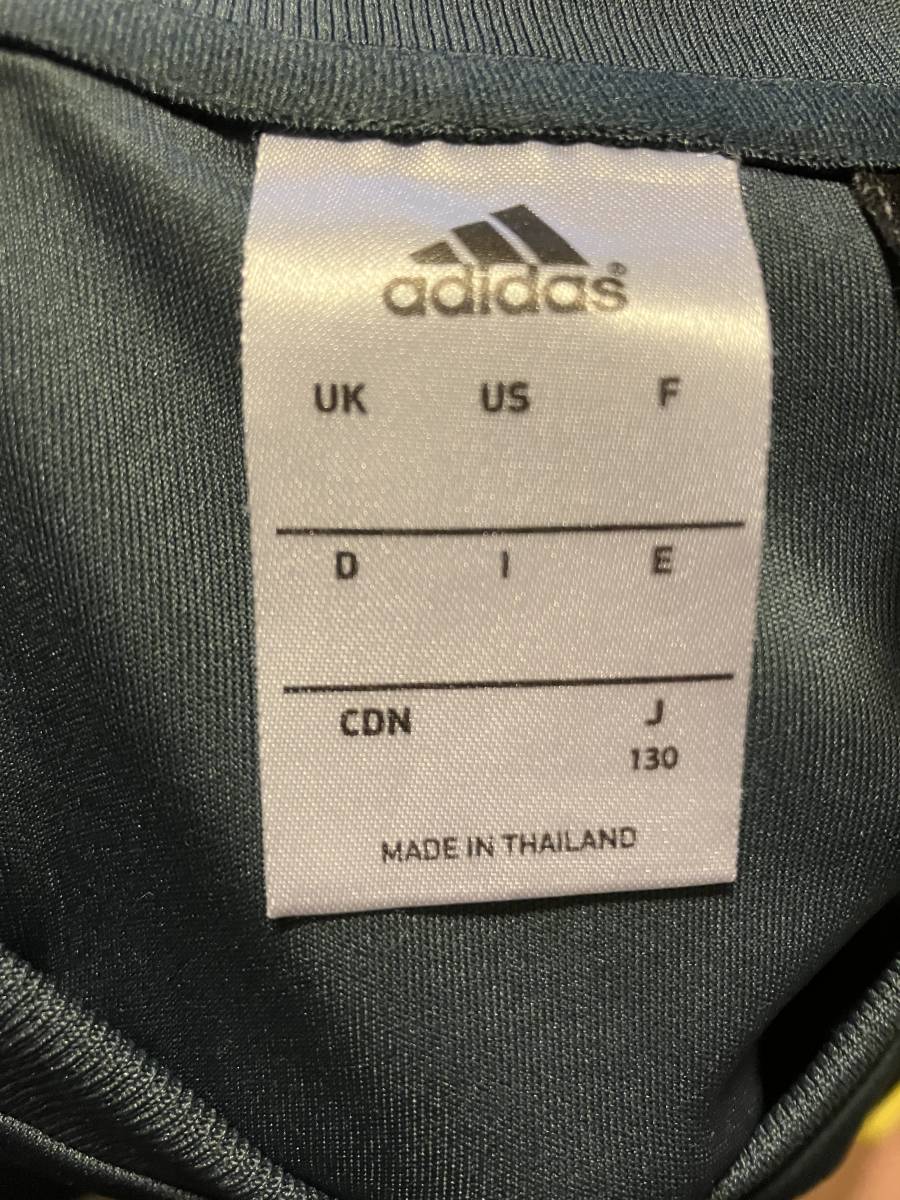 adidas®
UK US F
D I E
CDN J
130
MADE IN THAILAND